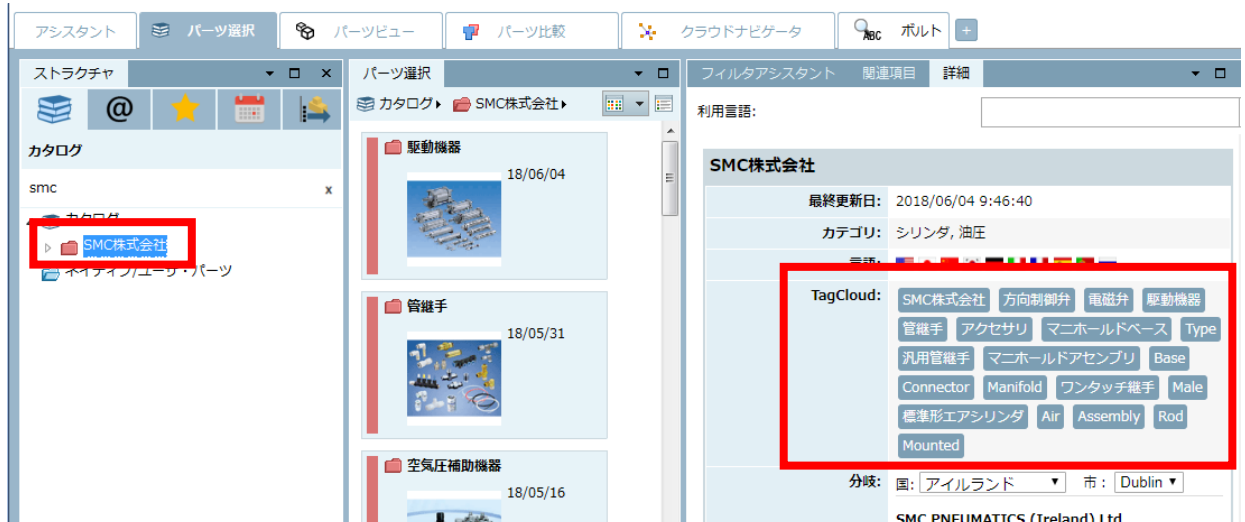 アシスタント
パーツ選択
パーツビュー
パーツ比較
クラウドナビゲータ
ABC ボルト +
ストラクチャ
@
カタログ
smc x
カタログ
SMC株式会社
ネイティブ/ユーザ・パーツ
パーツ選択
カタログ SMC株式会社
駆動機器
18/06/04
管継手
18/05/31
空気圧補助機器
18/05/16
フィルタアシスタント 関連項目 詳細
利用言語:
SMC株式会社
最終更新日: 2018/06/04 9:46:40
カテゴリ: シリンダ, 油圧
言語:
TagCloud: SMC株式会社 方向制御弁 電磁弁 駆動機器
管継手 アクセサリ マニホールドベース Type
汎用管継手 マニホールドアセンブリ Base
Connector Manifold ワンタッチ継手 Male
標準形エアシリンダ Air Assembly Rod
Mounted
分岐: 国: アイルランド 市: Dublin
SMC PNEUMATICS (Ireland) Ltd